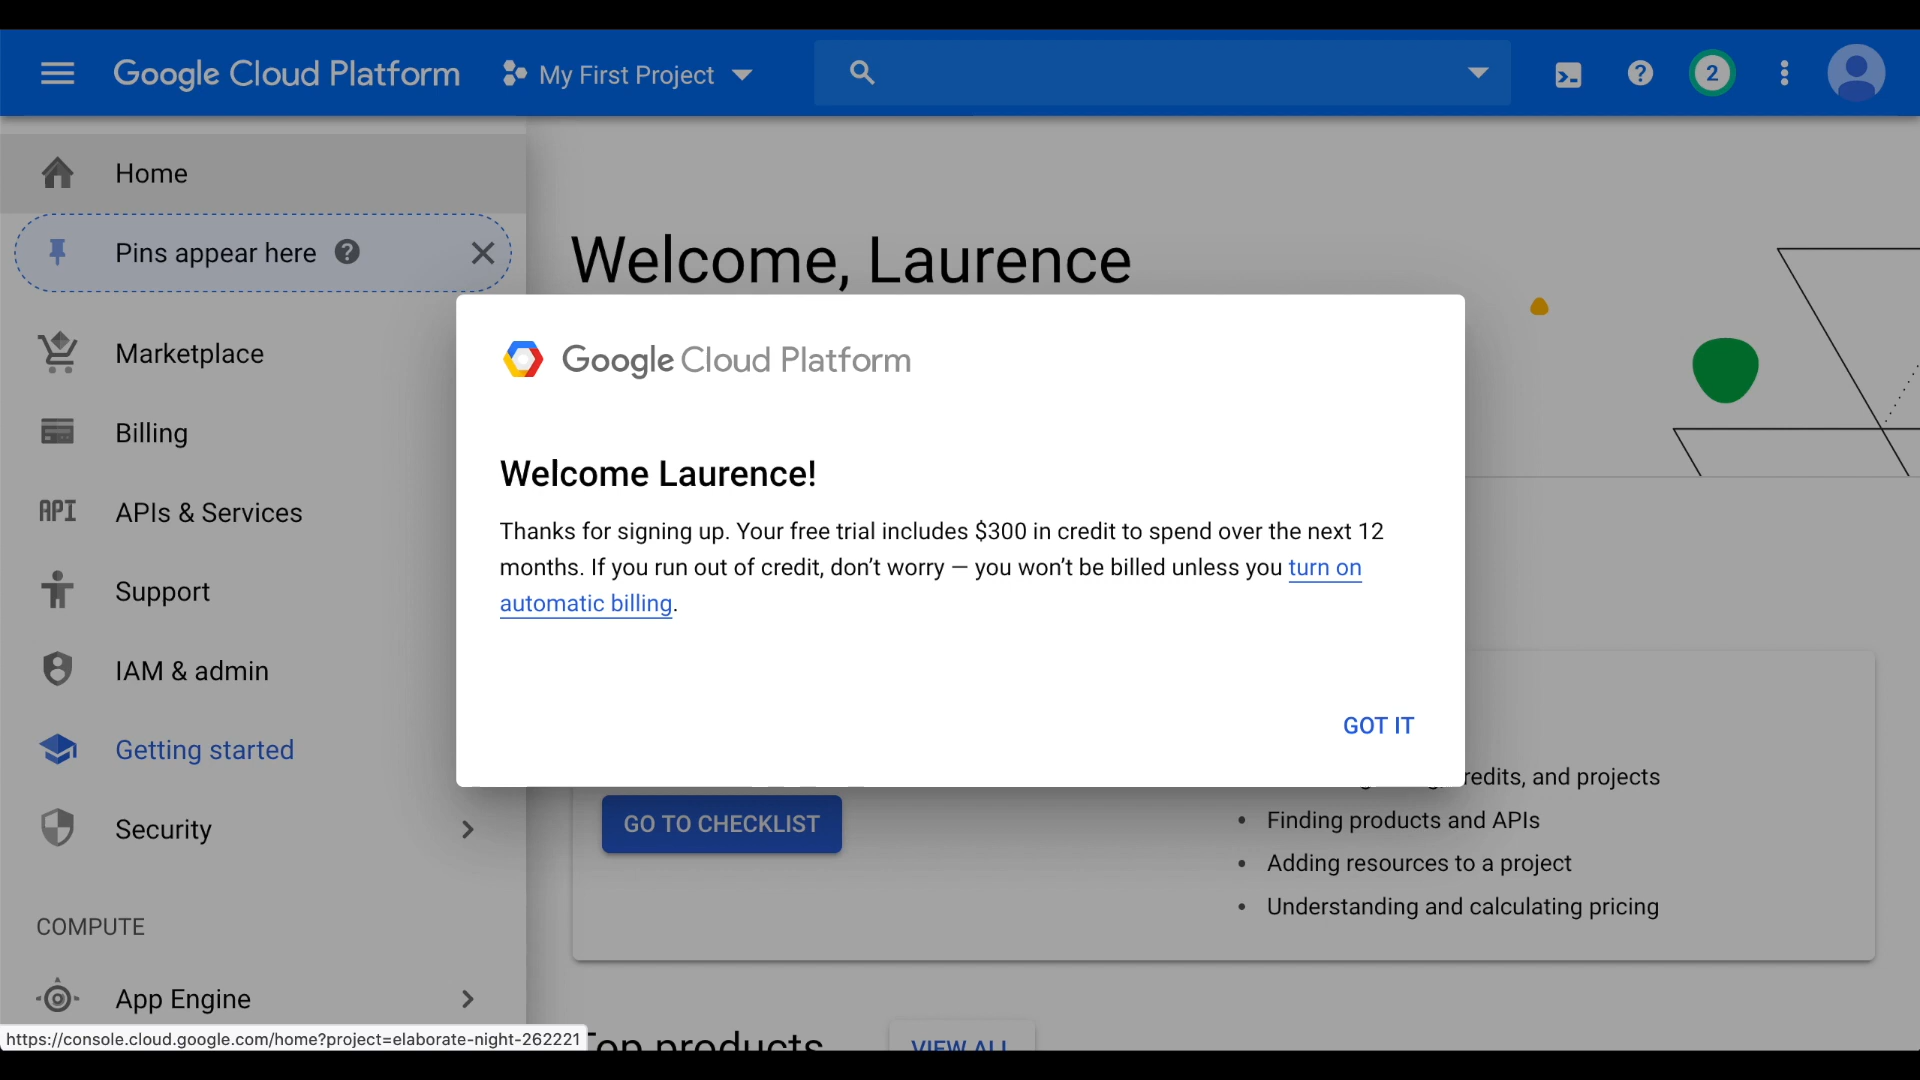 Google Cloud Platform
My First Project
2
Home
Pins appear here
Marketplace
Billing
API
APIs & Services
Support
IAM & admin
Getting started
Security
COMPUTE
App Engine
https://console.cloud.google.com/home?project=elaborate-night-262221
Welcome, Laurence
Google Cloud Platform
Welcome Laurence!
Thanks for signing up. Your free trial includes $300 in credit to spend over the next 12
months. If you run out of credit, don't worry — you won't be billed unless you turn on
automatic billing.
GOT IT
GO TO CHECKLIST
redits, and projects
• Finding products and APIs
• Adding resources to a project
• Understanding and calculating pricing
Top products
VIEW ALL